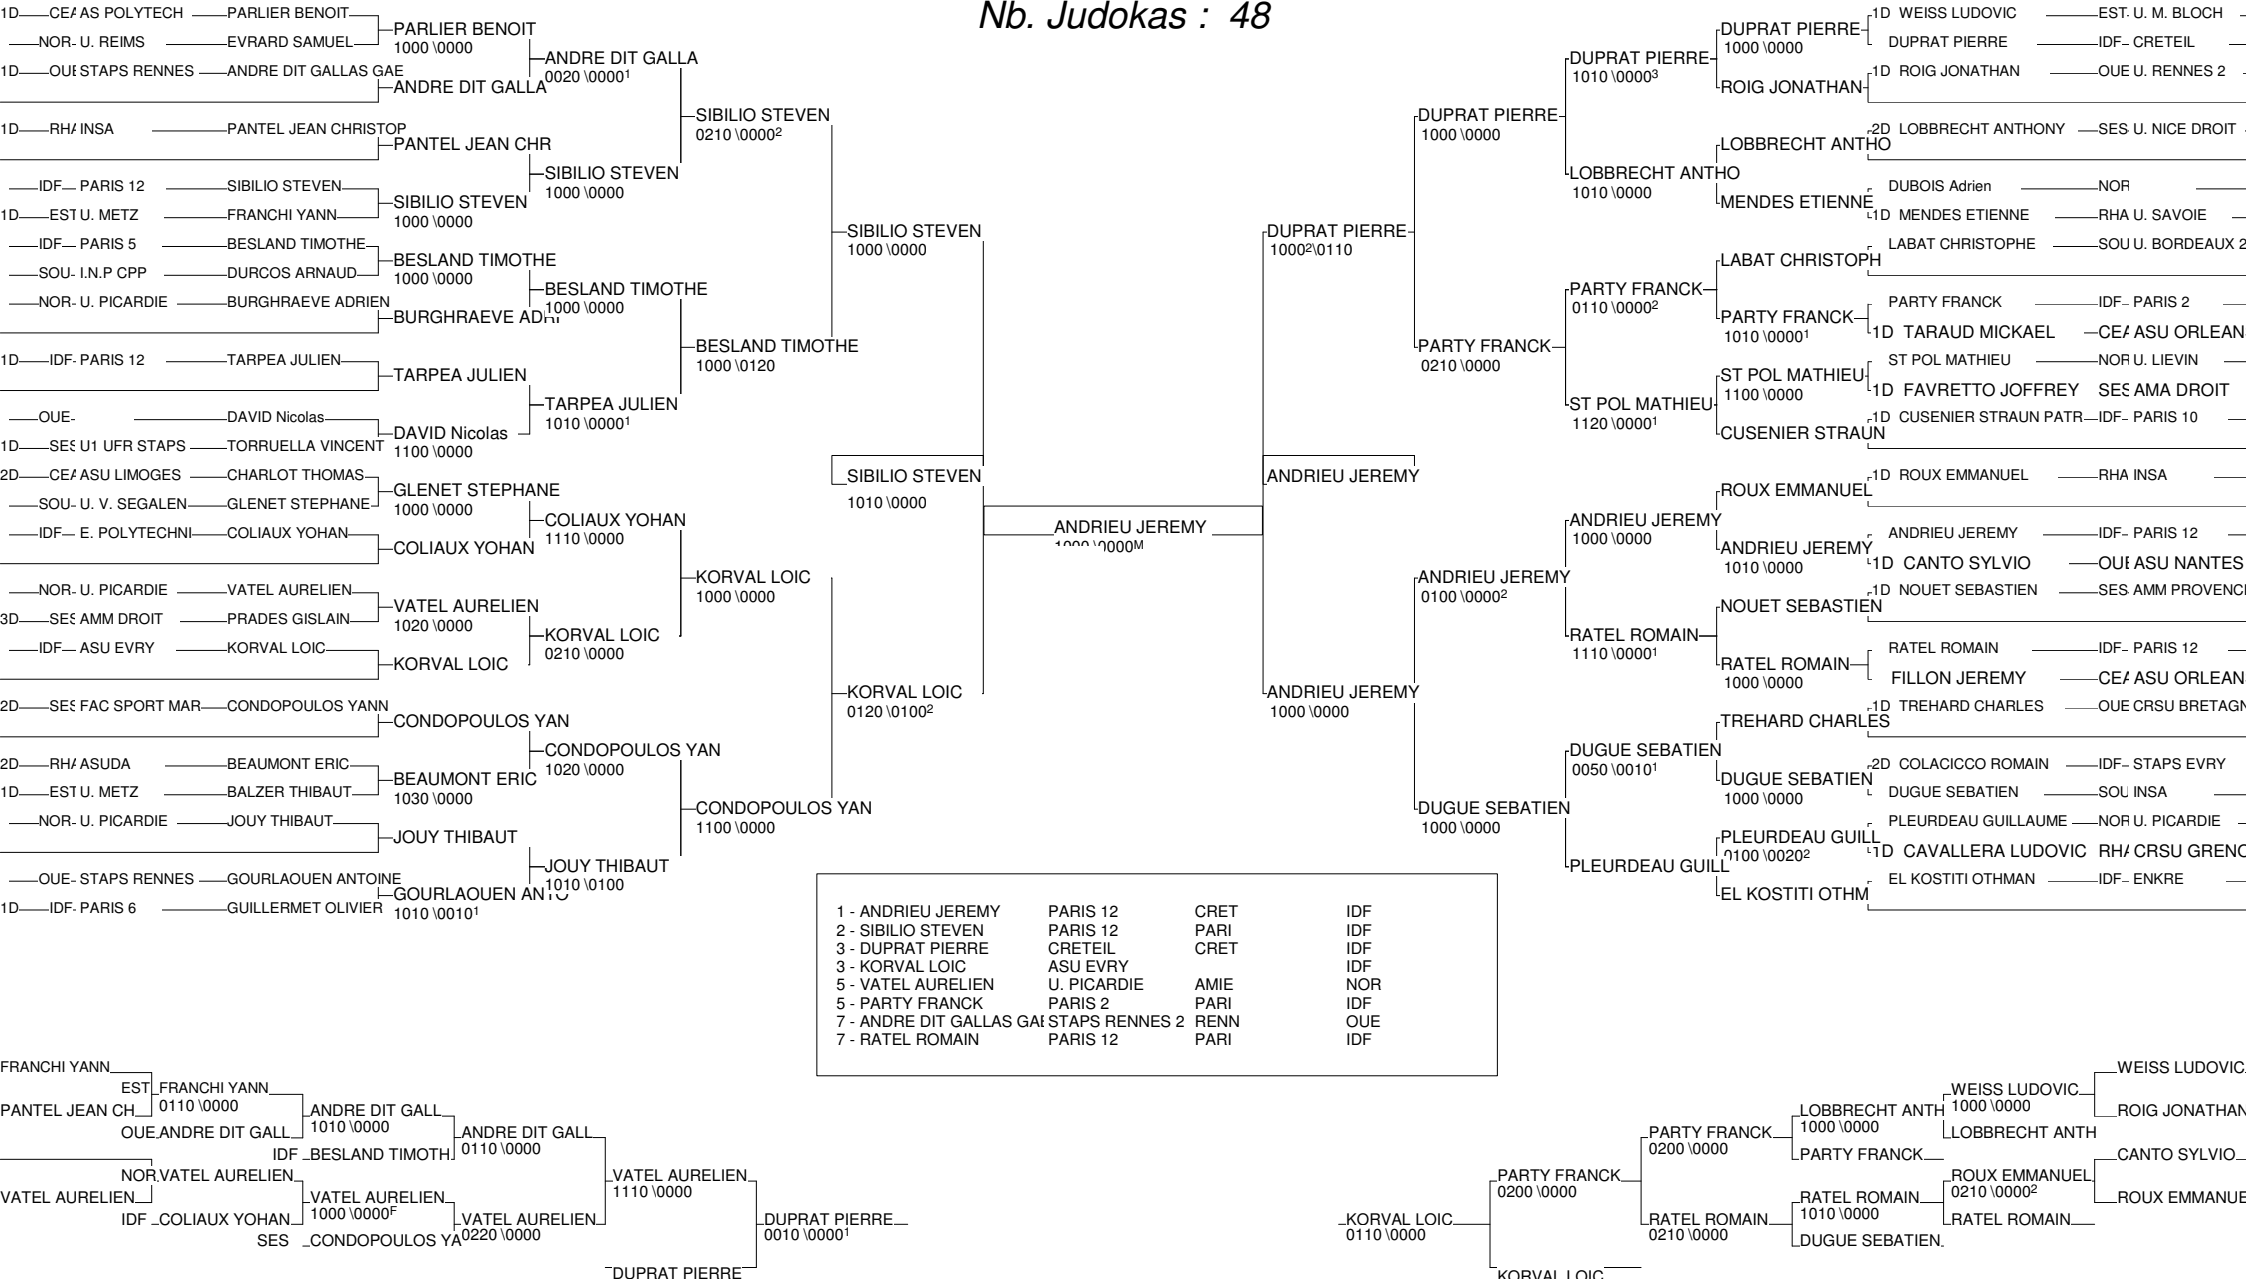 Nb. Judokas : 48
1D CEA AS POLYTECH PARLIER BENOIT
NOR U. REIMS EVRARD SAMUEL
1D OUE STAPS RENNES ANDRE DIT GALLAS GAE
1D RHA INSA PANTEL JEAN CHRISTOP
IDF PARIS 12 SIBILIO STEVEN
1D EST U. METZ FRANCHI YANN
IDF PARIS 5 BESLAND TIMOTHE
SOU I.N.P CPP DURCOS ARNAUD
NOR U. PICARDIE BURGHRAEVE ADRIEN
1D IDF PARIS 12 TARPEA JULIEN
OUE DAVID Nicolas
1D SES U1 UFR STAPS TORRUELLA VINCENT
2D CEA ASU LIMOGES CHARLOT THOMAS
SOU U. V. SEGALEN GLENET STEPHANE
IDF E. POLYTECHNI COLIAUX YOHAN
NOR U. PICARDIE VATEL AURELIEN
3D SES AMM DROIT PRADES GISLAIN
IDF ASU EVRY KORVAL LOIC
2D SES FAC SPORT MAR CONDOPOULOS YANN
2D RHA ASUDA BEAUMONT ERIC
1D EST U. METZ BALZER THIBAUT
NOR U. PICARDIE JOUY THIBAUT
OUE STAPS RENNES GOURLAOUEN ANTOINE
1D IDF PARIS 6 GUILLERMET OLIVIER
PARLIER BENOIT
1000 \0000
ANDRE DIT GALLA
PANTEL JEAN CHR
SIBILIO STEVEN
1000 \0000
BESLAND TIMOTHE
1000 \0000
BURGHRAEVE ADRI
TARPEA JULIEN
DAVID Nicolas
1100 \0000
GLENET STEPHANE
1000 \0000
COLIAUX YOHAN
VATEL AURELIEN
1020 \0000
KORVAL LOIC
CONDOPOULOS YAN
BEAUMONT ERIC
1030 \0000
JOUY THIBAUT
GOURLAOUEN ANTO
1010 \0010¹
ANDRE DIT GALLA
0020 \0000¹
SIBILIO STEVEN
1000 \0000
BESLAND TIMOTHE
1000 \0000
TARPEA JULIEN
1010 \0000¹
COLIAUX YOHAN
1110 \0000
KORVAL LOIC
0210 \0000
CONDOPOULOS YAN
1020 \0000
JOUY THIBAUT
1010 \0100
SIBILIO STEVEN
0210 \0000²
BESLAND TIMOTHE
1000 \0120
KORVAL LOIC
1000 \0000
CONDOPOULOS YAN
1100 \0000
SIBILIO STEVEN
1000 \0000
KORVAL LOIC
0120 \0100²
SIBILIO STEVEN
1010 \0000
ANDRIEU JEREMY
1000 \0000ᴹ
ANDRIEU JEREMY
DUPRAT PIERRE
1000²\0110
ANDRIEU JEREMY
1000 \0000
DUPRAT PIERRE
1000 \0000
PARTY FRANCK
0210 \0000
ANDRIEU JEREMY
0100 \0000²
DUGUE SEBATIEN
1000 \0000
DUPRAT PIERRE
1010 \0000³
LOBBRECHT ANTHO
1010 \0000
PARTY FRANCK
0110 \0000²
ST POL MATHIEU
1120 \0000¹
ANDRIEU JEREMY
1000 \0000
RATEL ROMAIN
1110 \0000¹
DUGUE SEBATIEN
0050 \0010¹
PLEURDEAU GUILL
DUPRAT PIERRE
1000 \0000
ROIG JONATHAN
LOBBRECHT ANTHO
MENDES ETIENNE
LABAT CHRISTOPH
PARTY FRANCK
1010 \0000¹
ST POL MATHIEU
1100 \0000
CUSENIER STRAUN
ROUX EMMANUEL
ANDRIEU JEREMY
1010 \0000
NOUET SEBASTIEN
RATEL ROMAIN
1000 \0000
TREHARD CHARLES
DUGUE SEBATIEN
1000 \0000
PLEURDEAU GUILL
0100 \0020²
EL KOSTITI OTHM
1D WEISS LUDOVIC EST U. M. BLOCH
DUPRAT PIERRE IDF CRETEIL
1D ROIG JONATHAN OUE U. RENNES 2
2D LOBBRECHT ANTHONY SES U. NICE DROIT
DUBOIS Adrien NOR
1D MENDES ETIENNE RHA U. SAVOIE
LABAT CHRISTOPHE SOU U. BORDEAUX 2
PARTY FRANCK IDF PARIS 2
1D TARAUD MICKAEL CEA ASU ORLEAN
ST POL MATHIEU NOR U. LIEVIN
1D FAVRETTO JOFFREY SES AMA DROIT
1D CUSENIER STRAUN PATR IDF PARIS 10
1D ROUX EMMANUEL RHA INSA
ANDRIEU JEREMY IDF PARIS 12
1D CANTO SYLVIO OUE ASU NANTES
1D NOUET SEBASTIEN SES AMM PROVENC
RATEL ROMAIN IDF PARIS 12
FILLON JEREMY CEA ASU ORLEAN
1D TREHARD CHARLES OUE CRSU BRETAGN
2D COLACICCO ROMAIN IDF STAPS EVRY
DUGUE SEBATIEN SOU INSA
PLEURDEAU GUILLAUME NOR U. PICARDIE
1D CAVALLERA LUDOVIC RHA CRSU GRENO
EL KOSTITI OTHMAN IDF ENKRE
1 - ANDRIEU JEREMY PARIS 12 CRET IDF
2 - SIBILIO STEVEN PARIS 12 PARI IDF
3 - DUPRAT PIERRE CRETEIL CRET IDF
3 - KORVAL LOIC ASU EVRY IDF
5 - VATEL AURELIEN U. PICARDIE AMIE NOR
5 - PARTY FRANCK PARIS 2 PARI IDF
7 - ANDRE DIT GALLAS GAE STAPS RENNES 2 RENN OUE
7 - RATEL ROMAIN PARIS 12 PARI IDF
FRANCHI YANN
PANTEL JEAN CH
VATEL AURELIEN
EST FRANCHI YANN
0110 \0000
OUE ANDRE DIT GALL
NOR VATEL AURELIEN
IDF COLIAUX YOHAN
ANDRE DIT GALL
1010 \0000
IDF BESLAND TIMOTH
VATEL AURELIEN
1000 \0000ᶠ
SES CONDOPOULOS YA
ANDRE DIT GALL
0110 \0000
VATEL AURELIEN
0220 \0000
VATEL AURELIEN
1110 \0000
DUPRAT PIERRE
DUPRAT PIERRE
0010 \0000¹
KORVAL LOIC
0110 \0000
PARTY FRANCK
0200 \0000
KORVAL LOIC
PARTY FRANCK
0200 \0000
RATEL ROMAIN
0210 \0000
LOBBRECHT ANTH
1000 \0000
PARTY FRANCK
RATEL ROMAIN
1010 \0000
DUGUE SEBATIEN
WEISS LUDOVIC
1000 \0000
LOBBRECHT ANTH
ROUX EMMANUEL
0210 \0000²
RATEL ROMAIN
WEISS LUDOVIC
ROIG JONATHAN
CANTO SYLVIO
ROUX EMMANUE